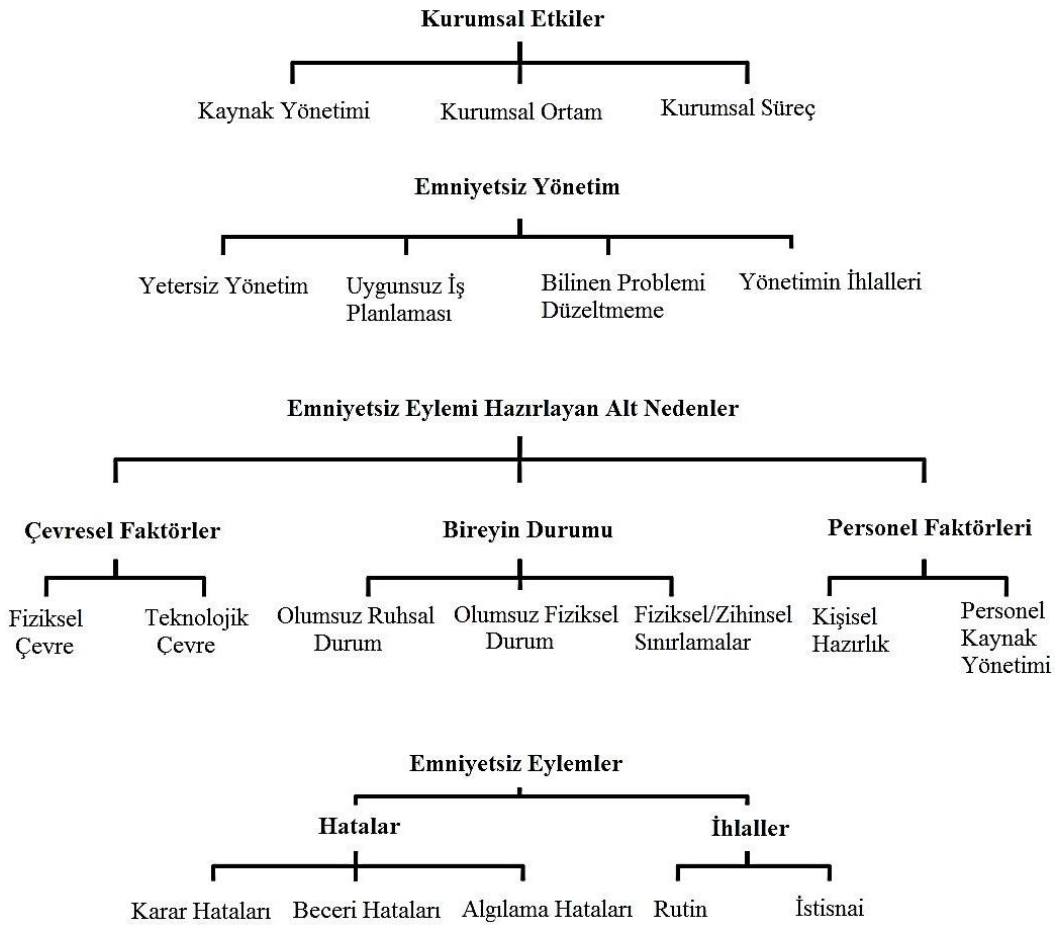 Kurumsal Etkiler
Kaynak Yönetimi
Kurumsal Ortam
Kurumsal Süreç
Emniyetsiz Yönetim
Yetersiz Yönetim
Uygunsuz İş
Planlaması
Bilinen Problemi
Düzeltmeme
Yönetimin İhlalleri
Emniyetsiz Eylemi Hazırlayan Alt Nedenler
Çevresel Faktörler
Bireyin Durumu
Personel Faktörleri
Fiziksel
Çevre
Teknolojik
Çevre
Olumsuz Ruhsal
Durum
Olumsuz Fiziksel
Durum
Fiziksel/Zihinsel
Sınırlamalar
Kişisel
Hazırlık
Personel
Kaynak
Yönetimi
Emniyetsiz Eylemler
Hatalar
İhlaller
Karar Hataları
Beceri Hataları
Algılama Hataları
Rutin
İstisnai